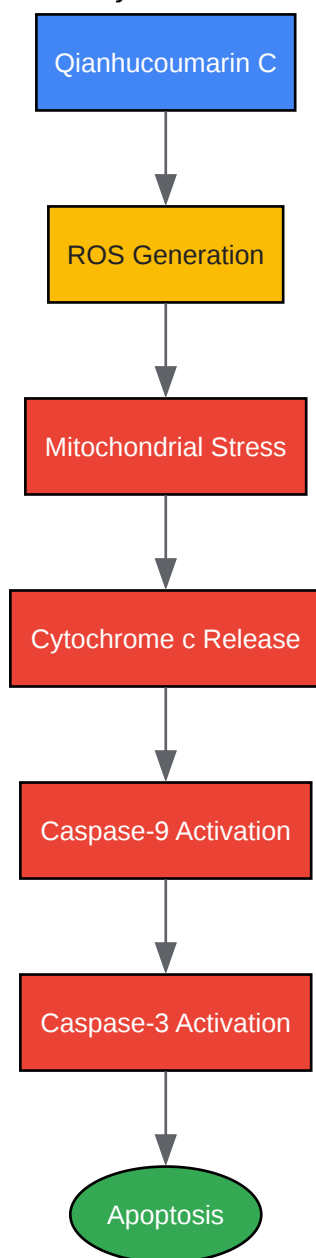 Qianhucoumarin C
ROS Generation
Mitochondrial Stress
Cytochrome c Release
Caspase-9 Activation
Caspase-3 Activation
Apoptosis